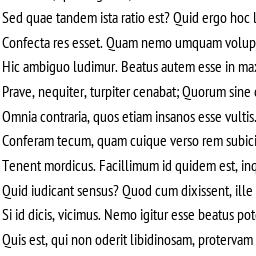 Sed quae tandem ista ratio est? Quid ergo hoc
Confecta res esset. Quam nemo umquam volup
Hic ambiguo ludimur. Beatus autem esse in max
Prave, nequiter, turpiter cenabat; Quorum sine
Omnia contraria, quos etiam insanos esse vultis.
Conferam tecum, quam cuique verso rem subici
Tenent mordicus. Facillimum id quidem est, inq
Quid iudicant sensus? Quod cum dixissent, ille
Si id dicis, vicimus. Nemo igitur esse beatus pot
Quis est, qui non oderit libidinosam, protervam